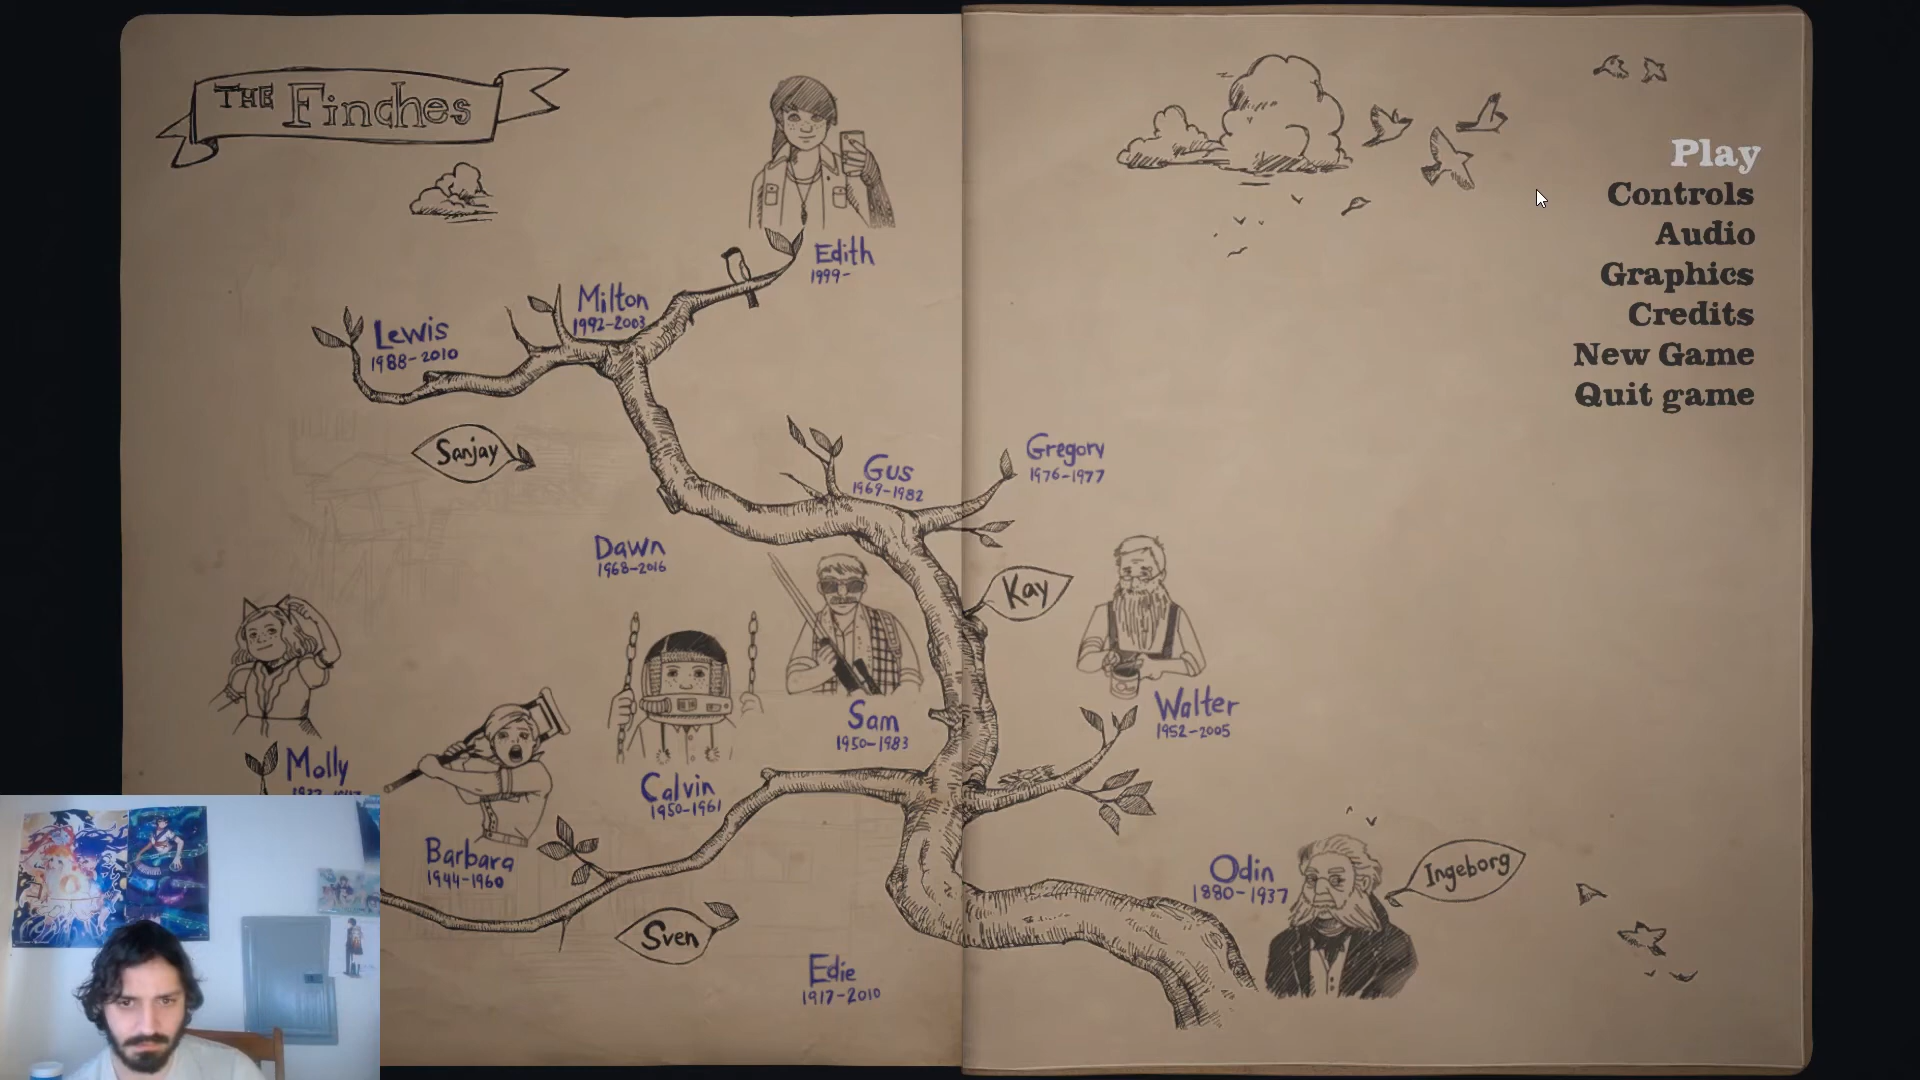 THE Finches
Edith
1999-
Milton
1992-2003
Lewis
1988-2010
Sanjay
Gus
1969-1982
Gregory
1976-1977
Dawn
1968-2016
Kay
Sam
1950-1983
Walter
1952-2005
Molly
Calvin
1950-1961
Barbara
1944-1960
Sven
Edie
1917-2010
Odin
1880-1937
Ingeborg
Play
Controls
Audio
Graphics
Credits
New Game
Quit game